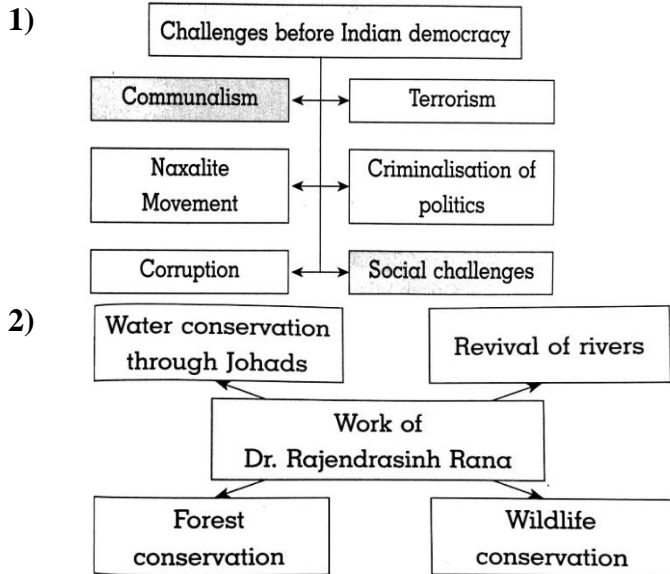 1)
Challenges before Indian democracy
Communalism
Terrorism
Naxalite
Movement
Criminalisation of
politics
Corruption
Social challenges
2)
Water conservation
through Johads
Revival of rivers
Work of
Dr. Rajendrasinh Rana
Forest
conservation
Wildlife
conservation